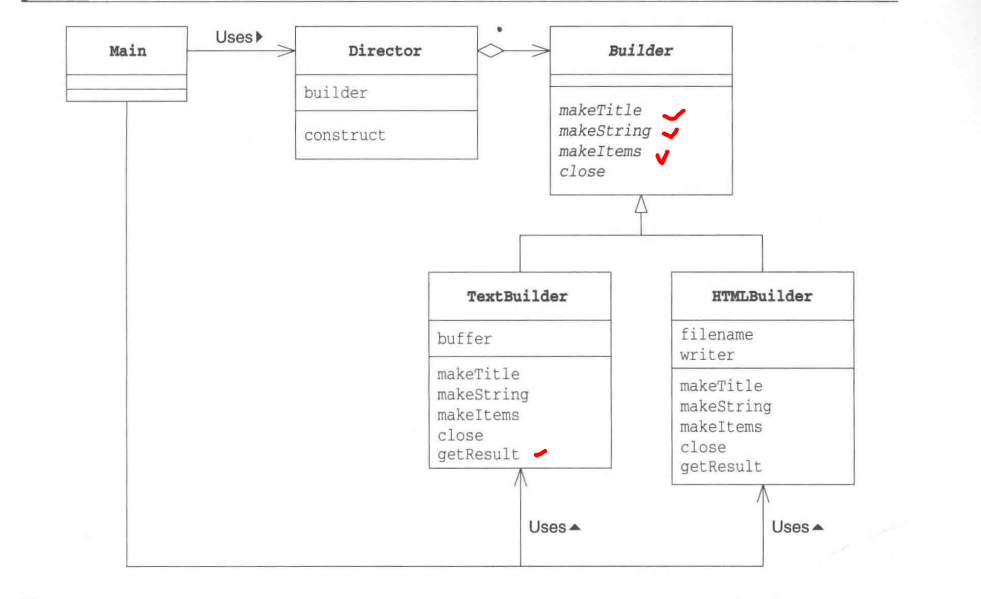 Main
Uses
Director
builder
construct
Builder
makeTitle
makeString
makeItems
close
TextBuilder
buffer
makeTitle
makeString
makeItems
close
getResult
HTMLBuilder
filename
writer
makeTitle
makeString
makeItems
close
getResult
Uses
Uses